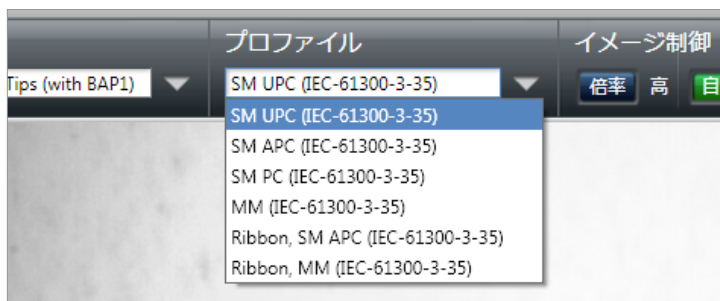 プロファイル
イメージ制御
Tips (with BAP1)
SM UPC (IEC-61300-3-35)
倍率 高 自
SM UPC (IEC-61300-3-35)
SM APC (IEC-61300-3-35)
SM PC (IEC-61300-3-35)
MM (IEC-61300-3-35)
Ribbon, SM APC (IEC-61300-3-35)
Ribbon, MM (IEC-61300-3-35)